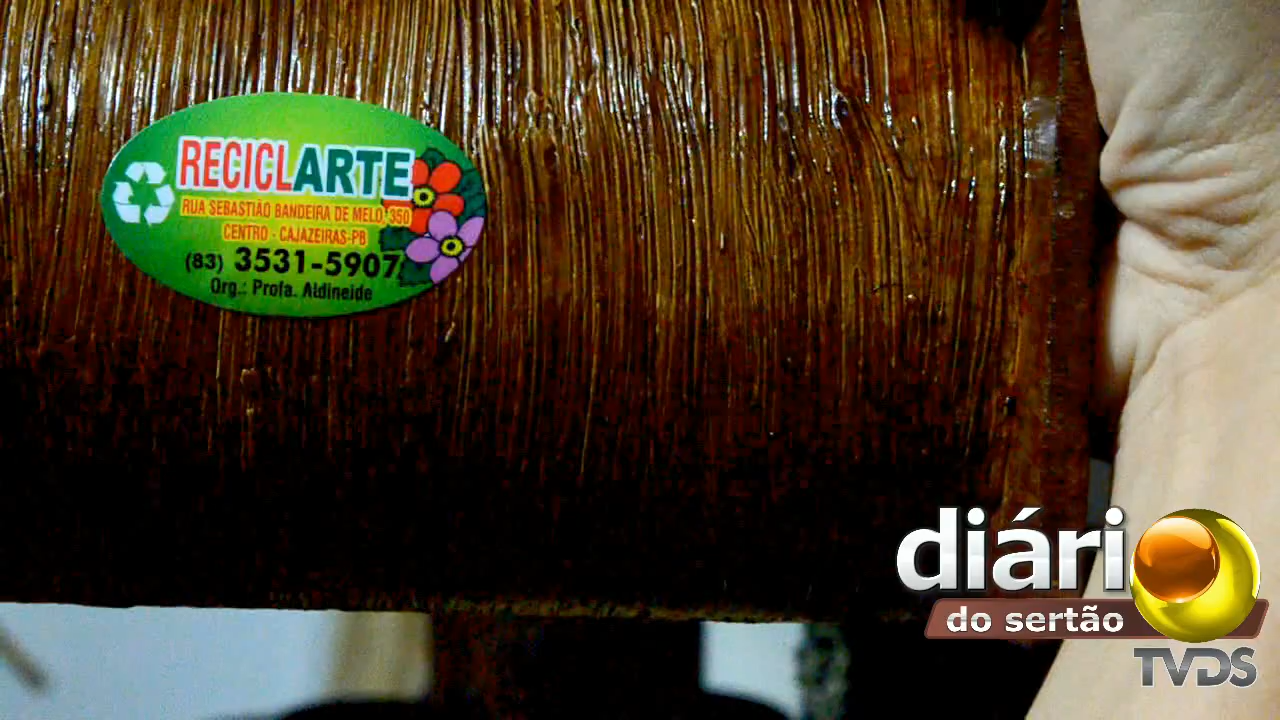 RECICLARTE
RUA SEBASTIÃO BANDEIRA DE MELO, 350
CENTRO - CAJAZEIRAS-PB
(83) 3531-5907
Org.: Profa. Aldineide
diário
do sertão
TVDS